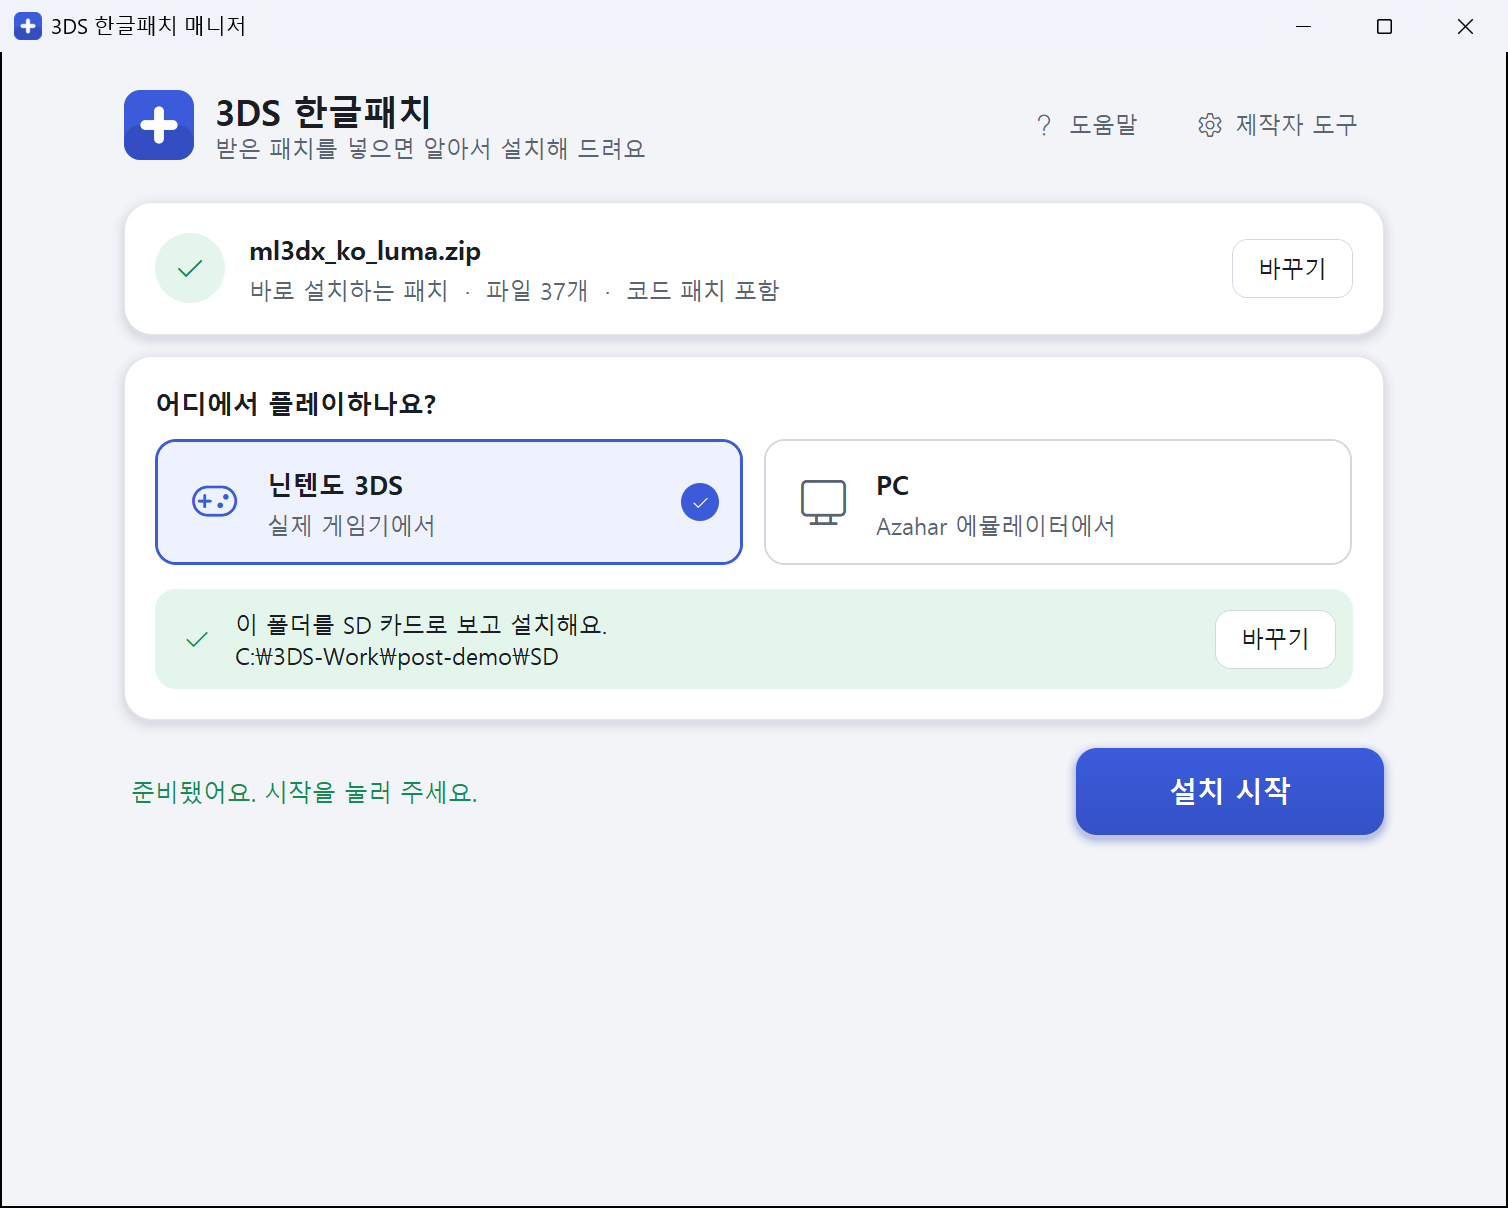 3DS 한글패치 매니저
3DS 한글패치
받은 패치를 넣으면 알아서 설치해 드려요
? 도움말
제작자 도구
ml3dx_ko_luma.zip
바로 설치하는 패치 · 파일 37개 · 코드 패치 포함
바꾸기
어디에서 플레이하나요?
닌텐도 3DS
실제 게임기에서
PC
Azahar 에뮬레이터에서
이 폴더를 SD 카드로 보고 설치해요.
C:₩3DS-Work₩post-demo₩SD
바꾸기
준비됐어요. 시작을 눌러 주세요.
설치 시작